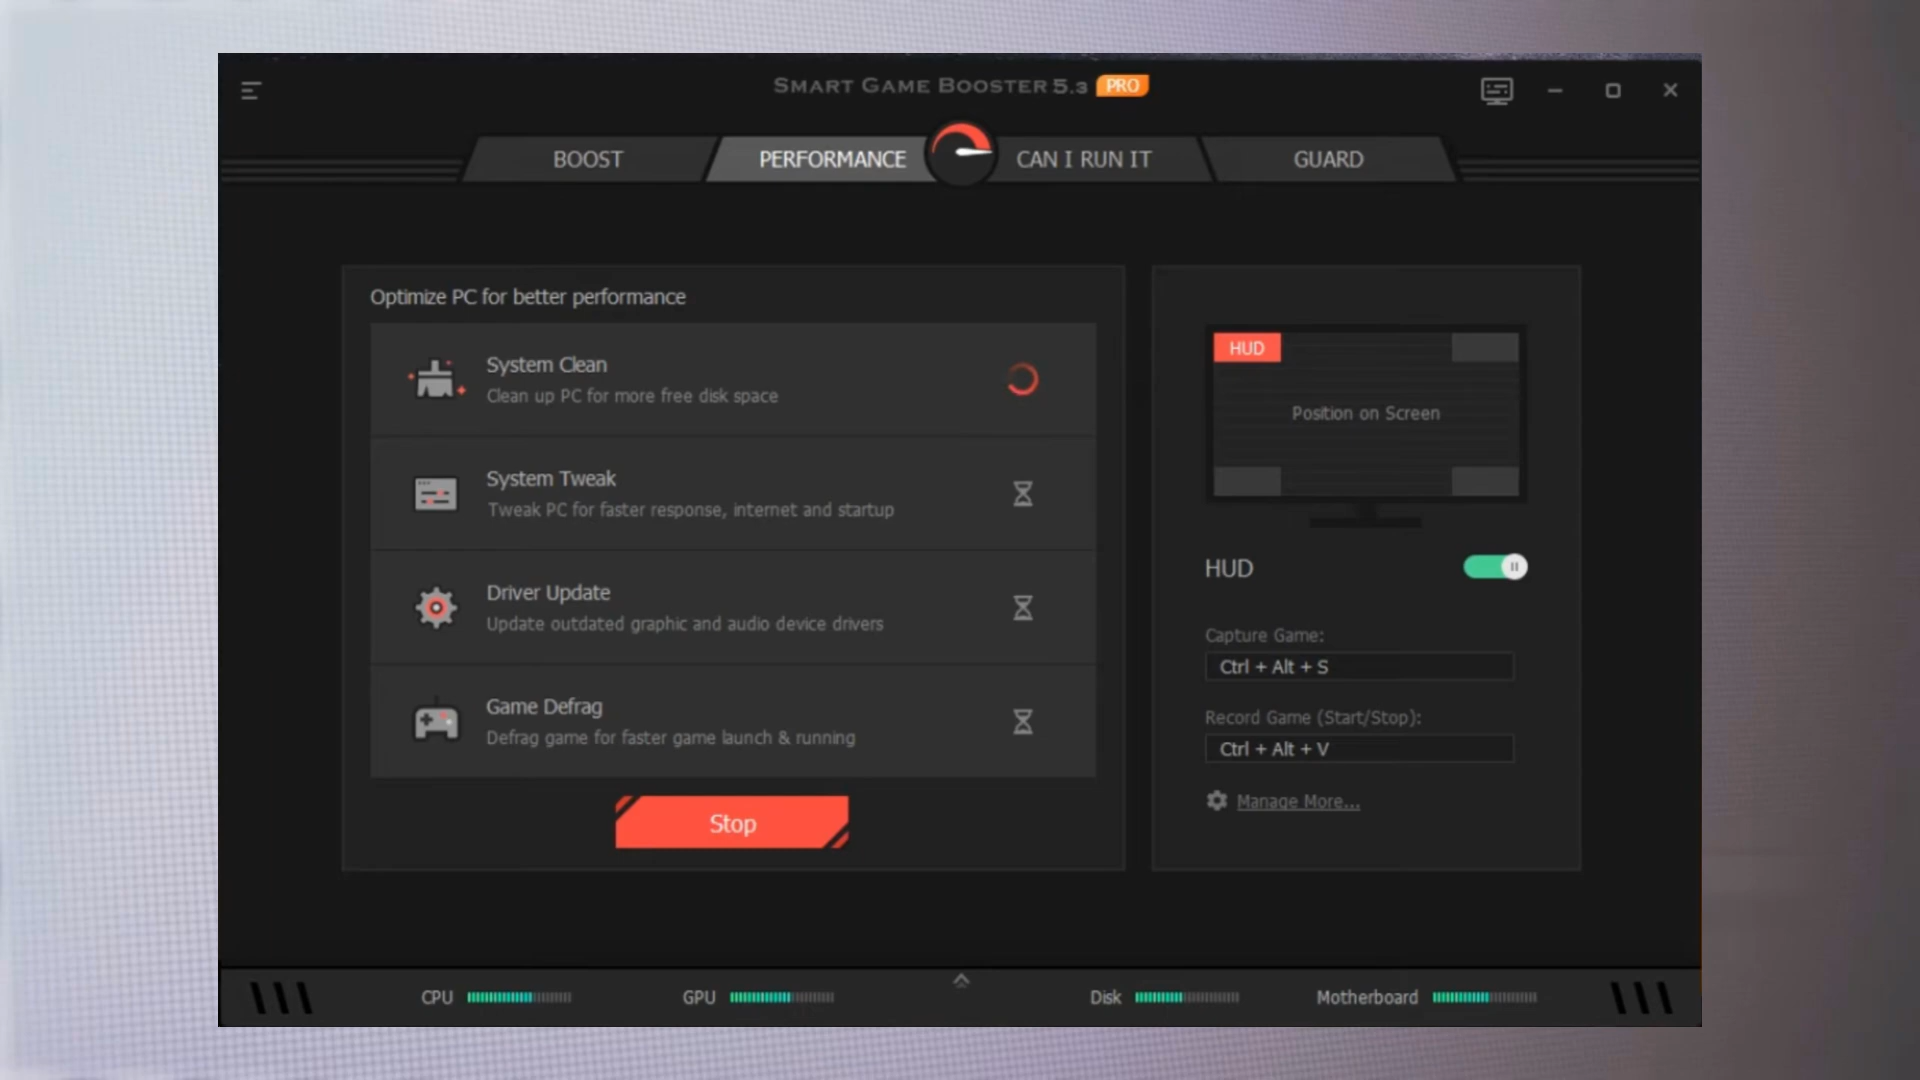 SMART GAME BOOSTER 5.3 PRO
BOOST
PERFORMANCE
CAN I RUN IT
GUARD
Optimize PC for better performance
System Clean
Clean up PC for more free disk space
System Tweak
Tweak PC for faster response, internet and startup
Driver Update
Update outdated graphic and audio device drivers
Game Defrag
Defrag game for faster game launch & running
Stop
HUD
Position on Screen
HUD
Capture Game:
Ctrl + Alt + S
Record Game (Start/Stop):
Ctrl + Alt + V
Manage More...
CPU
GPU
Disk
Motherboard